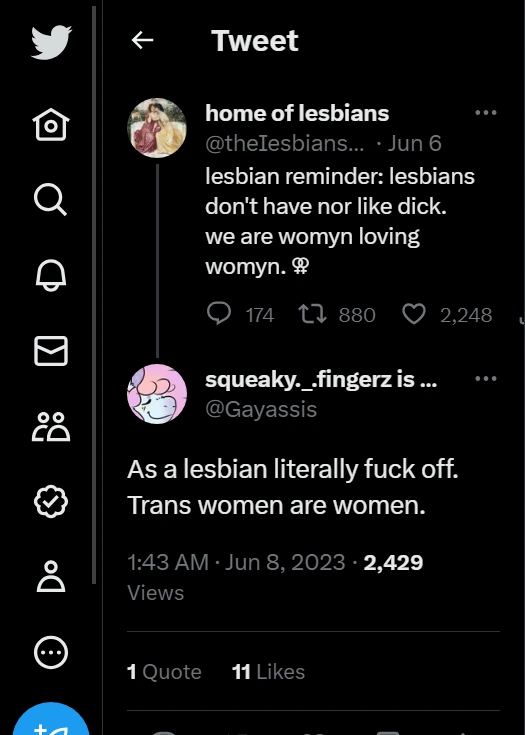 Tweet
home of lesbians
@theIesbians... · Jun 6
lesbian reminder: lesbians
don't have nor like dick.
we are womyn loving
womyn. ⚢
174 880 2,248
squeaky._.fingerz is ...
@Gayassis
As a lesbian literally fuck off.
Trans women are women.
1:43 AM · Jun 8, 2023 · 2,429
Views
1 Quote 11 Likes